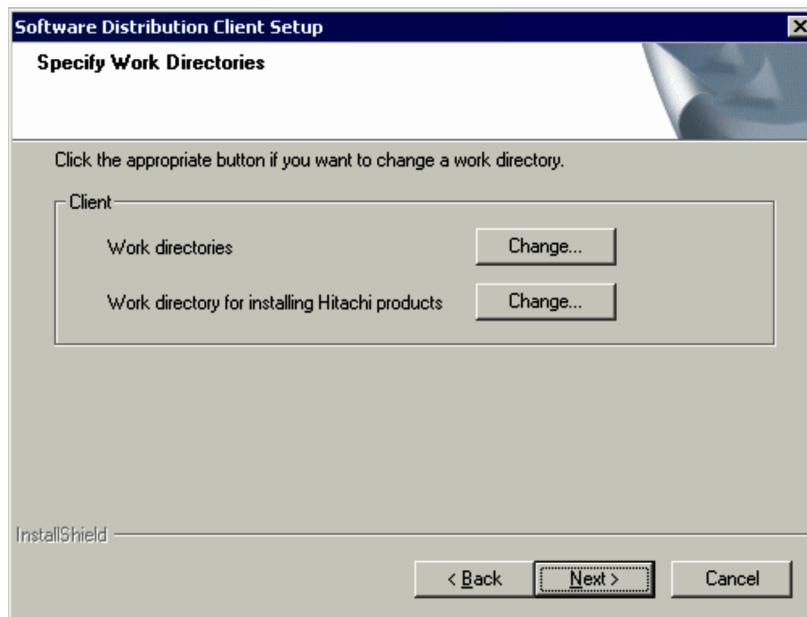 Software Distribution Client Setup
Specify Work Directories
Click the appropriate button if you want to change a work directory.
Client
Work directories
Change...
Work directory for installing Hitachi products
Change...
InstallShield
< Back
Next >
Cancel